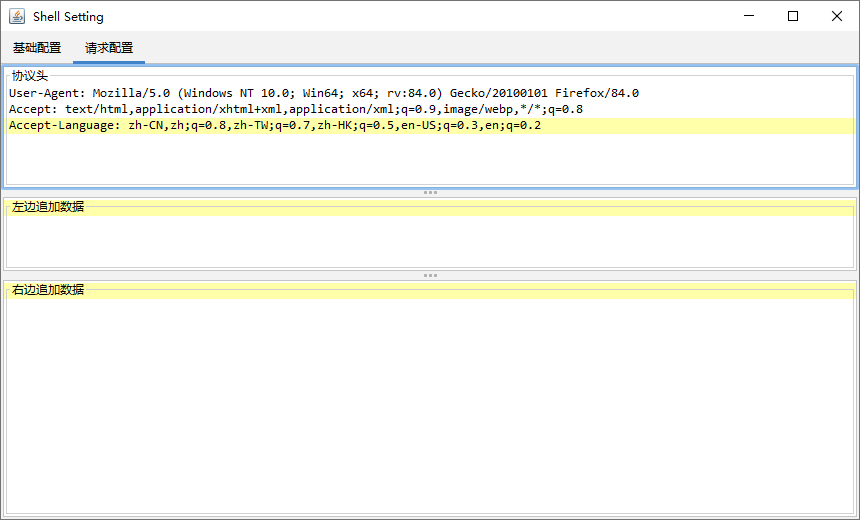 Shell Setting
基础配置 请求配置
协议头
User-Agent: Mozilla/5.0 (Windows NT 10.0; Win64; x64; rv:84.0) Gecko/20100101 Firefox/84.0
Accept: text/html,application/xhtml+xml,application/xml;q=0.9,image/webp,*/*;q=0.8
Accept-Language: zh-CN,zh;q=0.8,zh-TW;q=0.7,zh-HK;q=0.5,en-US;q=0.3,en;q=0.2
左边追加数据
右边追加数据